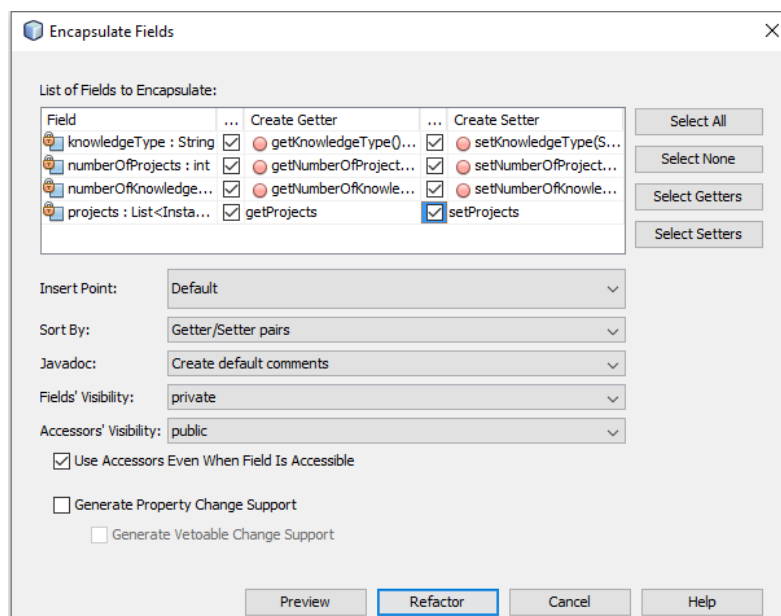 Encapsulate Fields
List of Fields to Encapsulate:
Field ... Create Getter ... Create Setter
knowledgeType : String getKnowledgeType()... setKnowledgeType(S...
numberOfProjects : int getNumberOfProject... setNumberOfProject...
numberOfKnowledge... getNumberOfKnowle... setNumberOfKnowle...
projects : List<Insta... getProjects setProjects
Select All
Select None
Select Getters
Select Setters
Insert Point: Default
Sort By: Getter/Setter pairs
Javadoc: Create default comments
Fields' Visibility: private
Accessors' Visibility: public
Use Accessors Even When Field Is Accessible
Generate Property Change Support
Generate Vetoable Change Support
Preview Refactor Cancel Help